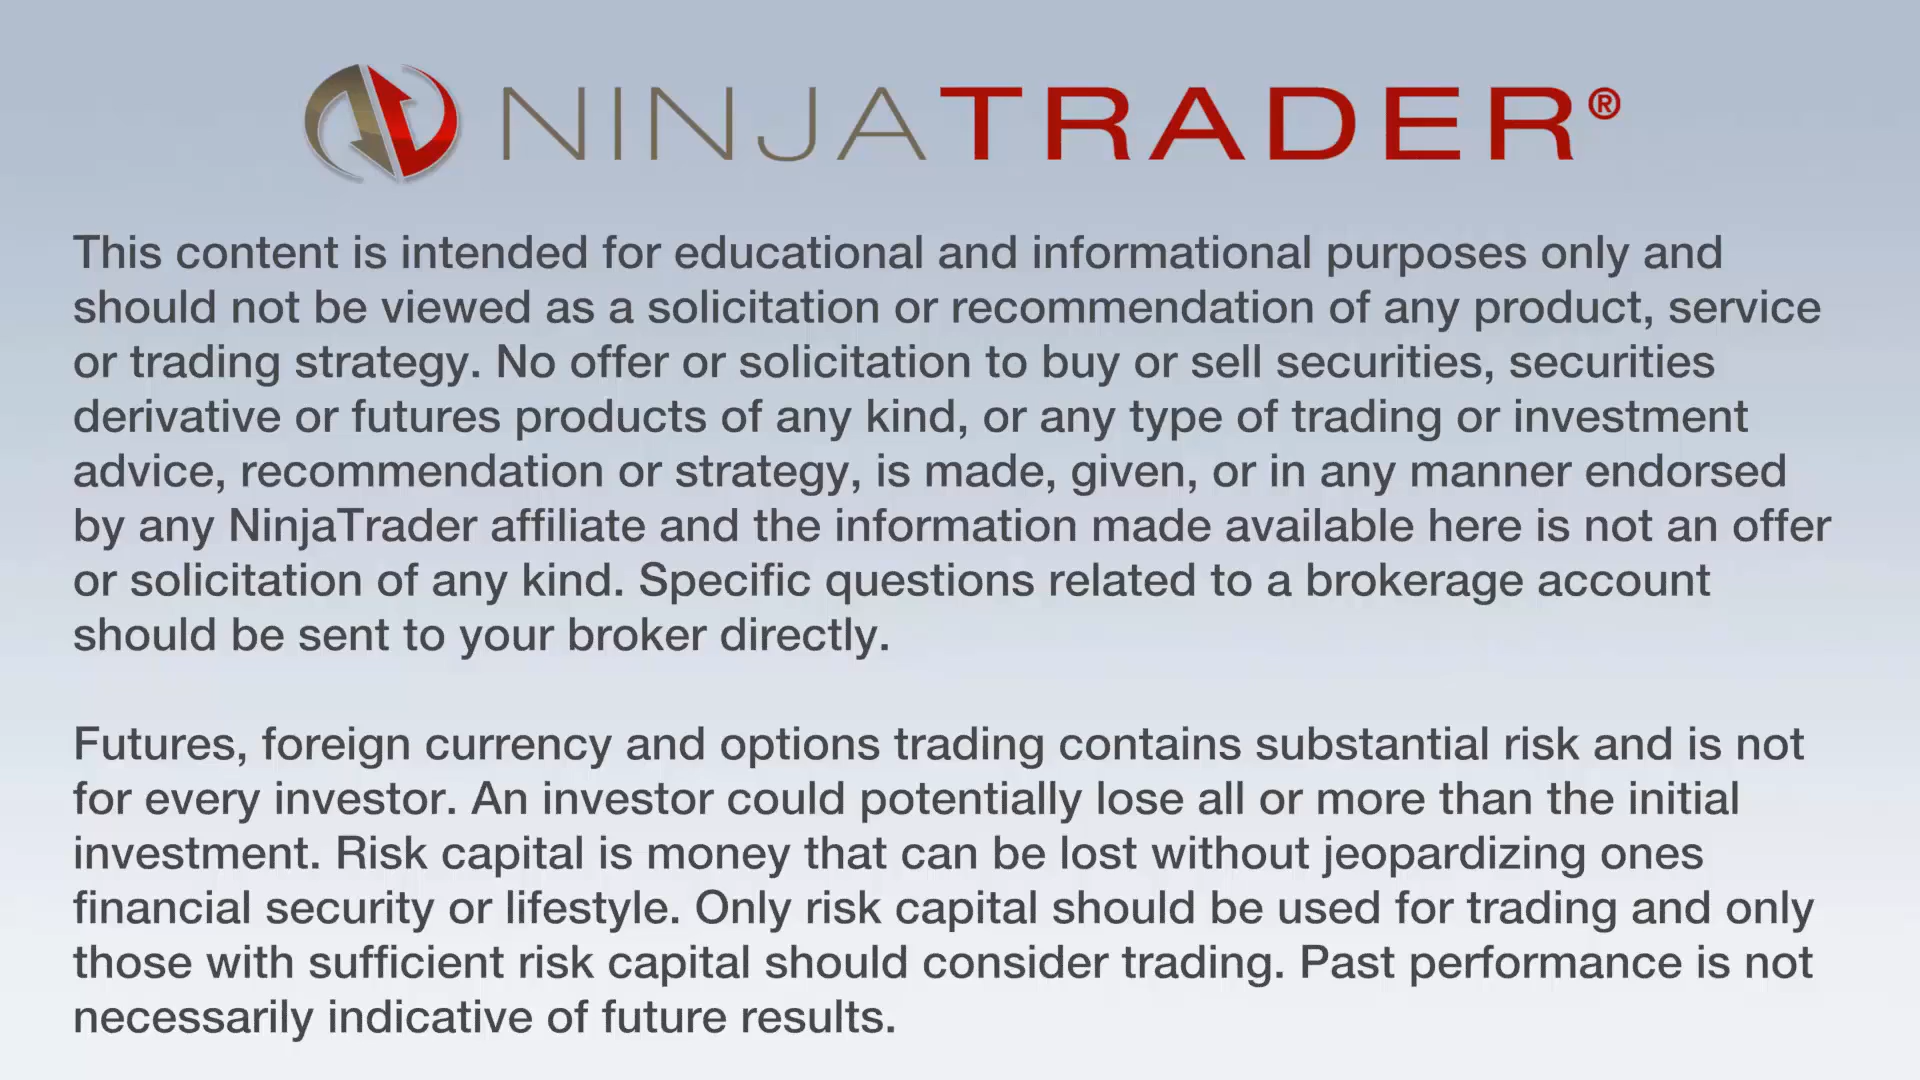 NINJATRADER®
This content is intended for educational and informational purposes only and
should not be viewed as a solicitation or recommendation of any product, service
or trading strategy. No offer or solicitation to buy or sell securities, securities
derivative or futures products of any kind, or any type of trading or investment
advice, recommendation or strategy, is made, given, or in any manner endorsed
by any NinjaTrader affiliate and the information made available here is not an offer
or solicitation of any kind. Specific questions related to a brokerage account
should be sent to your broker directly.
Futures, foreign currency and options trading contains substantial risk and is not
for every investor. An investor could potentially lose all or more than the initial
investment. Risk capital is money that can be lost without jeopardizing ones
financial security or lifestyle. Only risk capital should be used for trading and only
those with sufficient risk capital should consider trading. Past performance is not
necessarily indicative of future results.